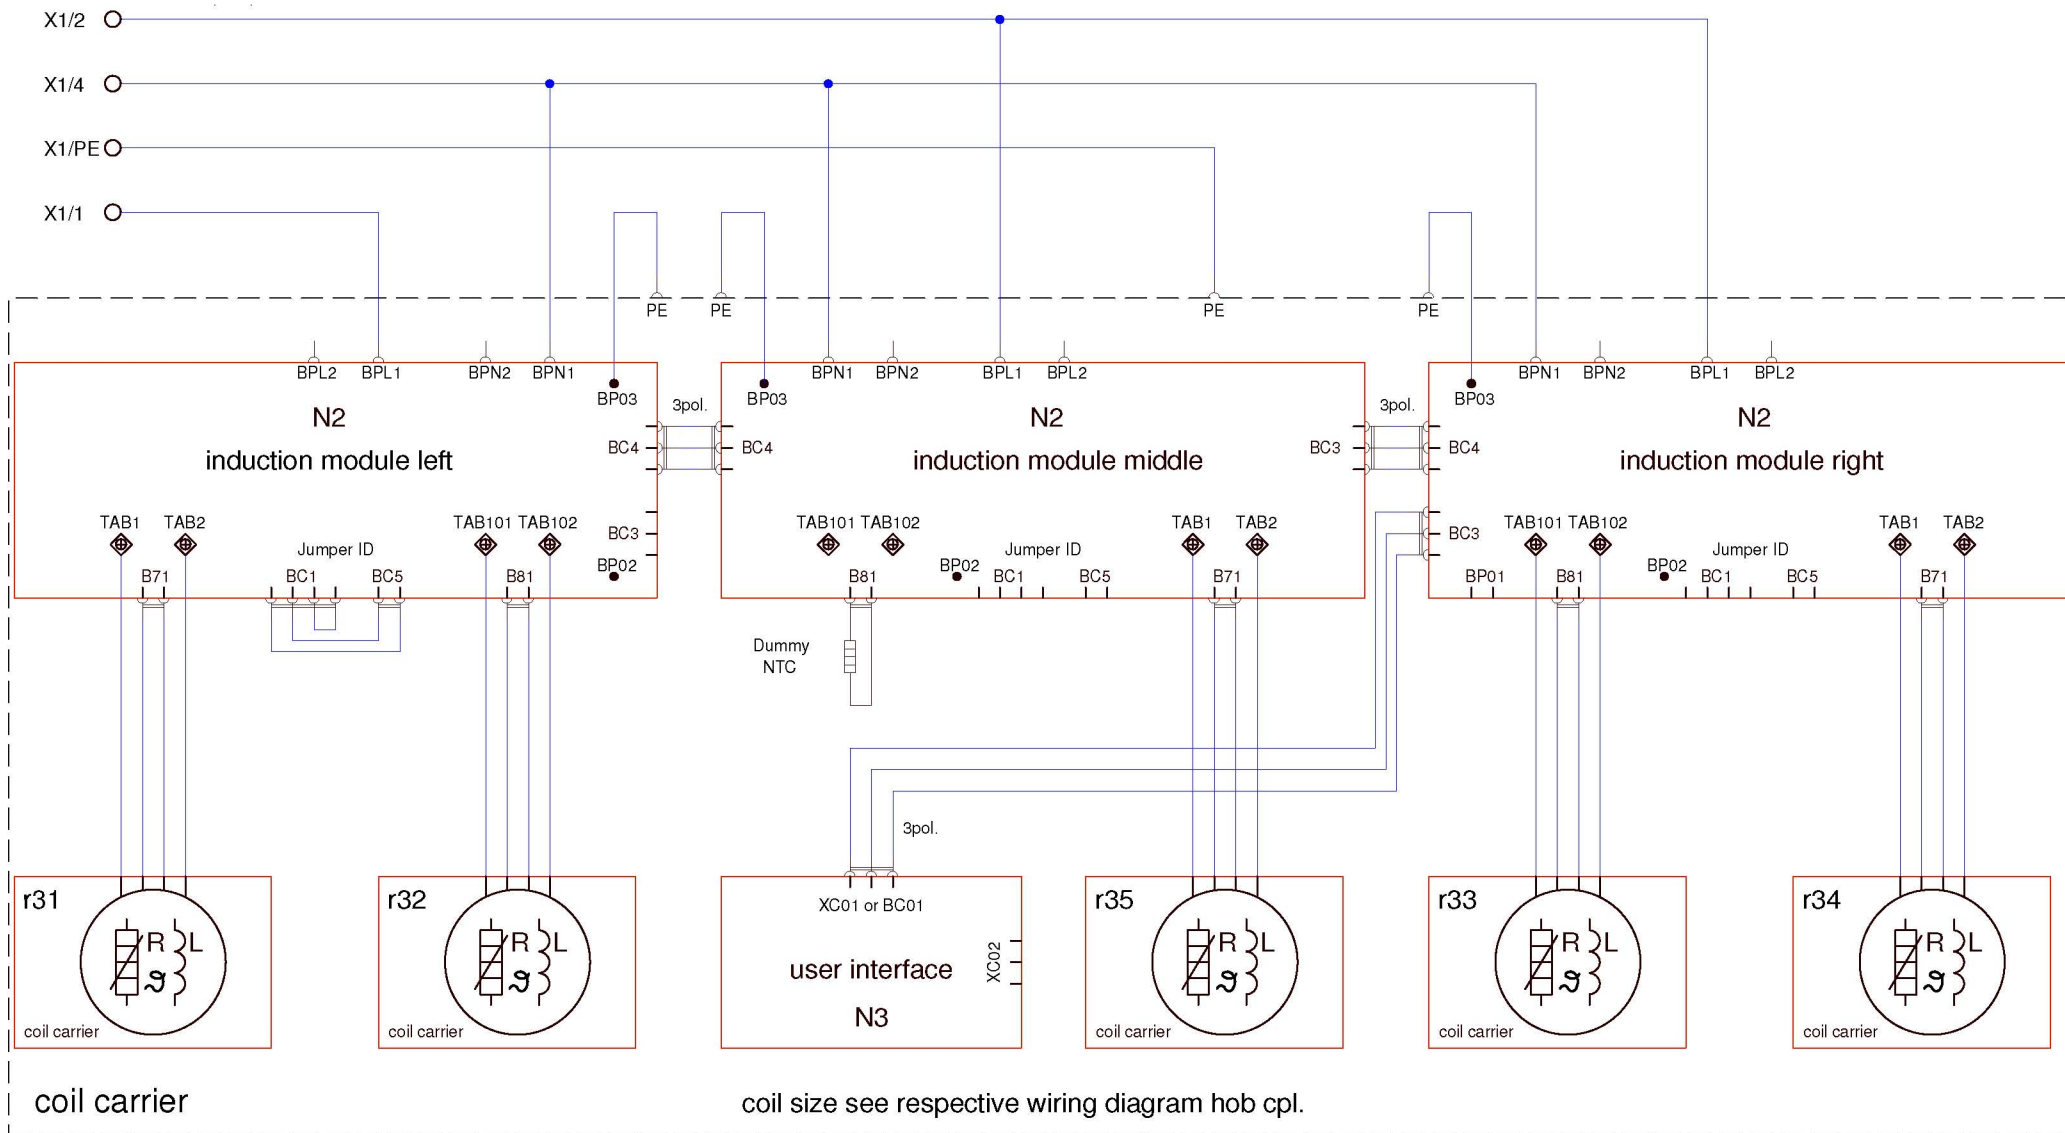 X1/2
X1/4
X1/PE
X1/1
PE PE PE PE
BPL2 BPL1 BPN2 BPN1 BPN1 BPN2 BPL1 BPL2 BPN1 BPN2 BPL1 BPL2
BP03 BP03 BP03
3pol. 3pol.
N2 N2 N2
BC4 BC4 BC3 BC4
induction module left induction module middle induction module right
TAB1 TAB2 TAB101 TAB102 TAB101 TAB102 TAB1 TAB2 TAB101 TAB102 TAB1 TAB2
BC3 BC3
Jumper ID Jumper ID Jumper ID
BP02 BP02 BP02
B71 BC1 BC5 B81 B81 BC1 BC5 B71 BP01 B81 BC1 BC5 B71
Dummy
NTC
3pol.
r31 r32 r35 r33 r34
XC01 or BC01
R L R L R L R L R L
XC02
user interface
ϑ ϑ ϑ ϑ ϑ
N3
coil carrier coil carrier coil carrier coil carrier coil carrier
coil carrier coil size see respective wiring diagram hob cpl.